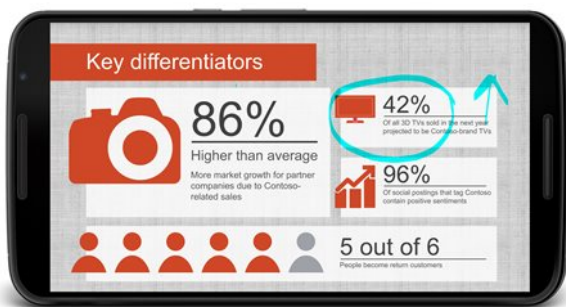 Key differentiators
86%
Higher than average
More market growth for partner
companies due to Contoso-
related sales
42%
Of all 3D TVs sold in the next year
projected to be Contoso-brand TVs
96%
Of social postings that tag Contoso
contain positive sentiments
5 out of 6
People become return customers